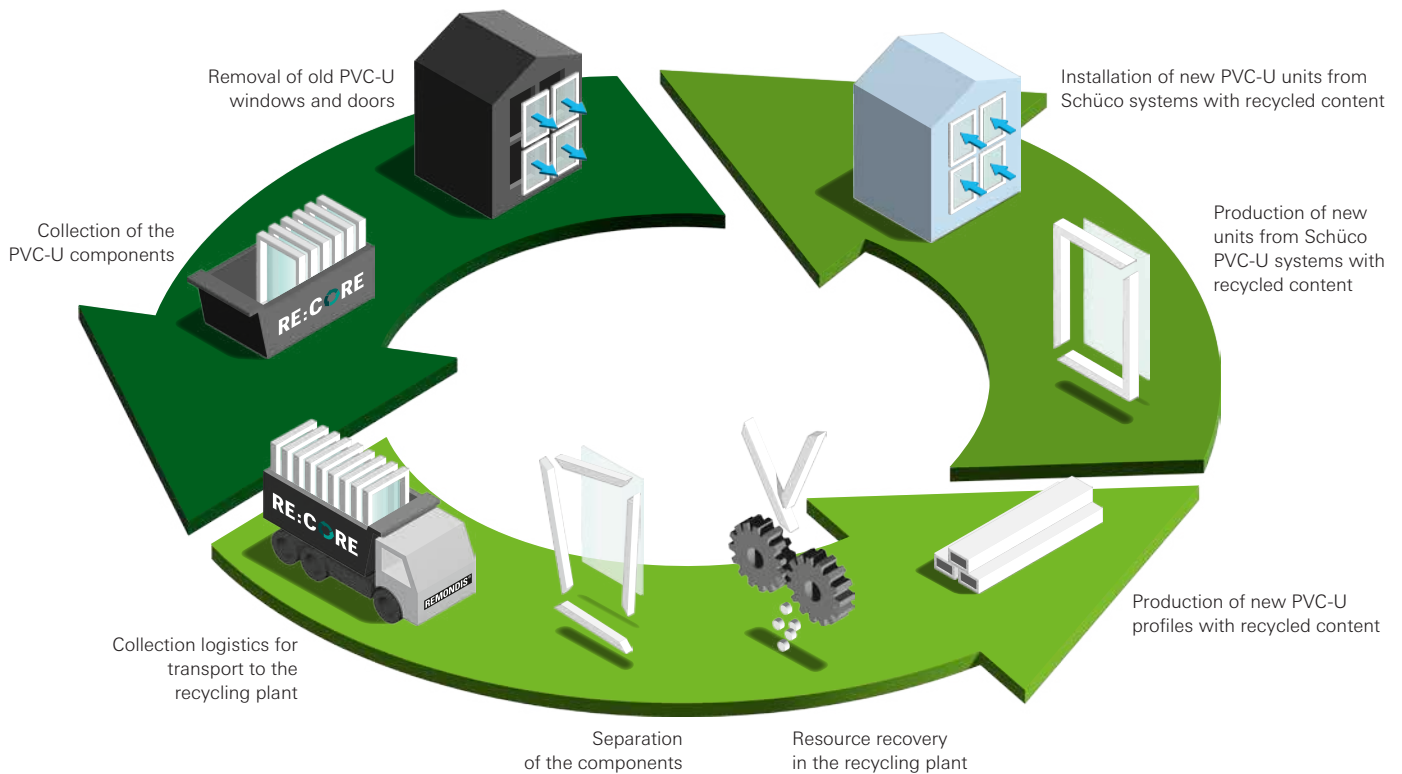 Removal of old PVC-U
windows and doors
Installation of new PVC-U units from
Schüco systems with recycled content
Collection of the
PVC-U components
RE:CORE
Production of new
units from Schüco
PVC-U systems with
recycled content
RE:CORE
REMONDIS
Collection logistics for
transport to the
recycling plant
Production of new PVC-U
profiles with recycled content
Separation
of the components
Resource recovery
in the recycling plant